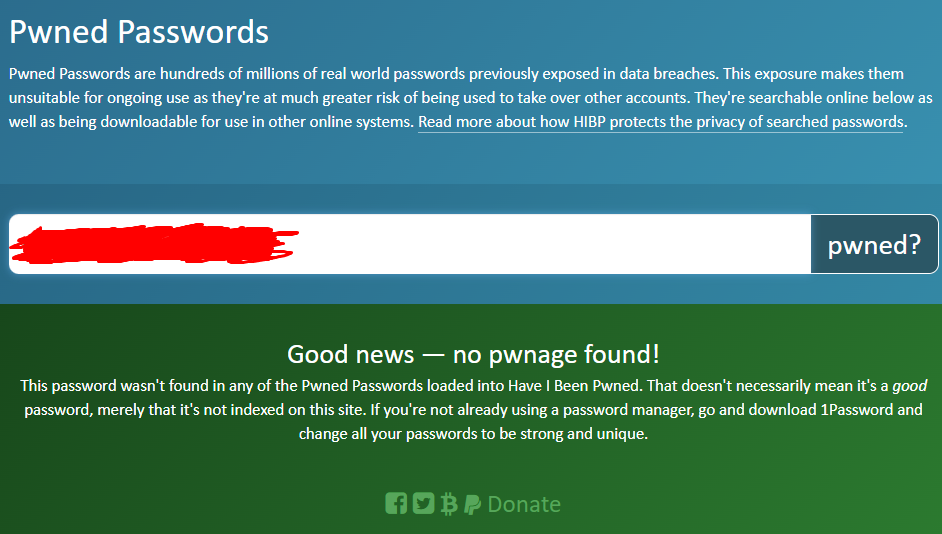 Pwned Passwords
Pwned Passwords are hundreds of millions of real world passwords previously exposed in data breaches. This exposure makes them
unsuitable for ongoing use as they're at much greater risk of being used to take over other accounts. They're searchable online below as
well as being downloadable for use in other online systems. Read more about how HIBP protects the privacy of searched passwords.
pwned?
Good news — no pwnage found!
This password wasn't found in any of the Pwned Passwords loaded into Have I Been Pwned. That doesn't necessarily mean it's a good
password, merely that it's not indexed on this site. If you're not already using a password manager, go and download 1Password and
change all your passwords to be strong and unique.
Donate